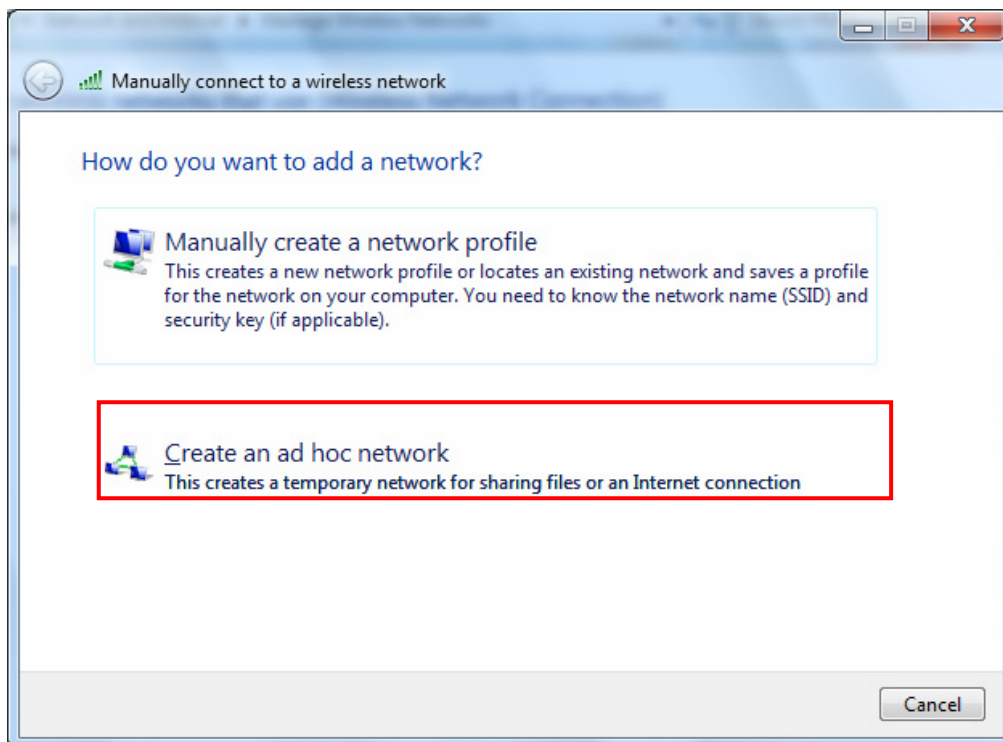 Manually connect to a wireless network
How do you want to add a network?
Manually create a network profile
This creates a new network profile or locates an existing network and saves a profile
for the network on your computer. You need to know the network name (SSID) and
security key (if applicable).
Create an ad hoc network
This creates a temporary network for sharing files or an Internet connection
Cancel